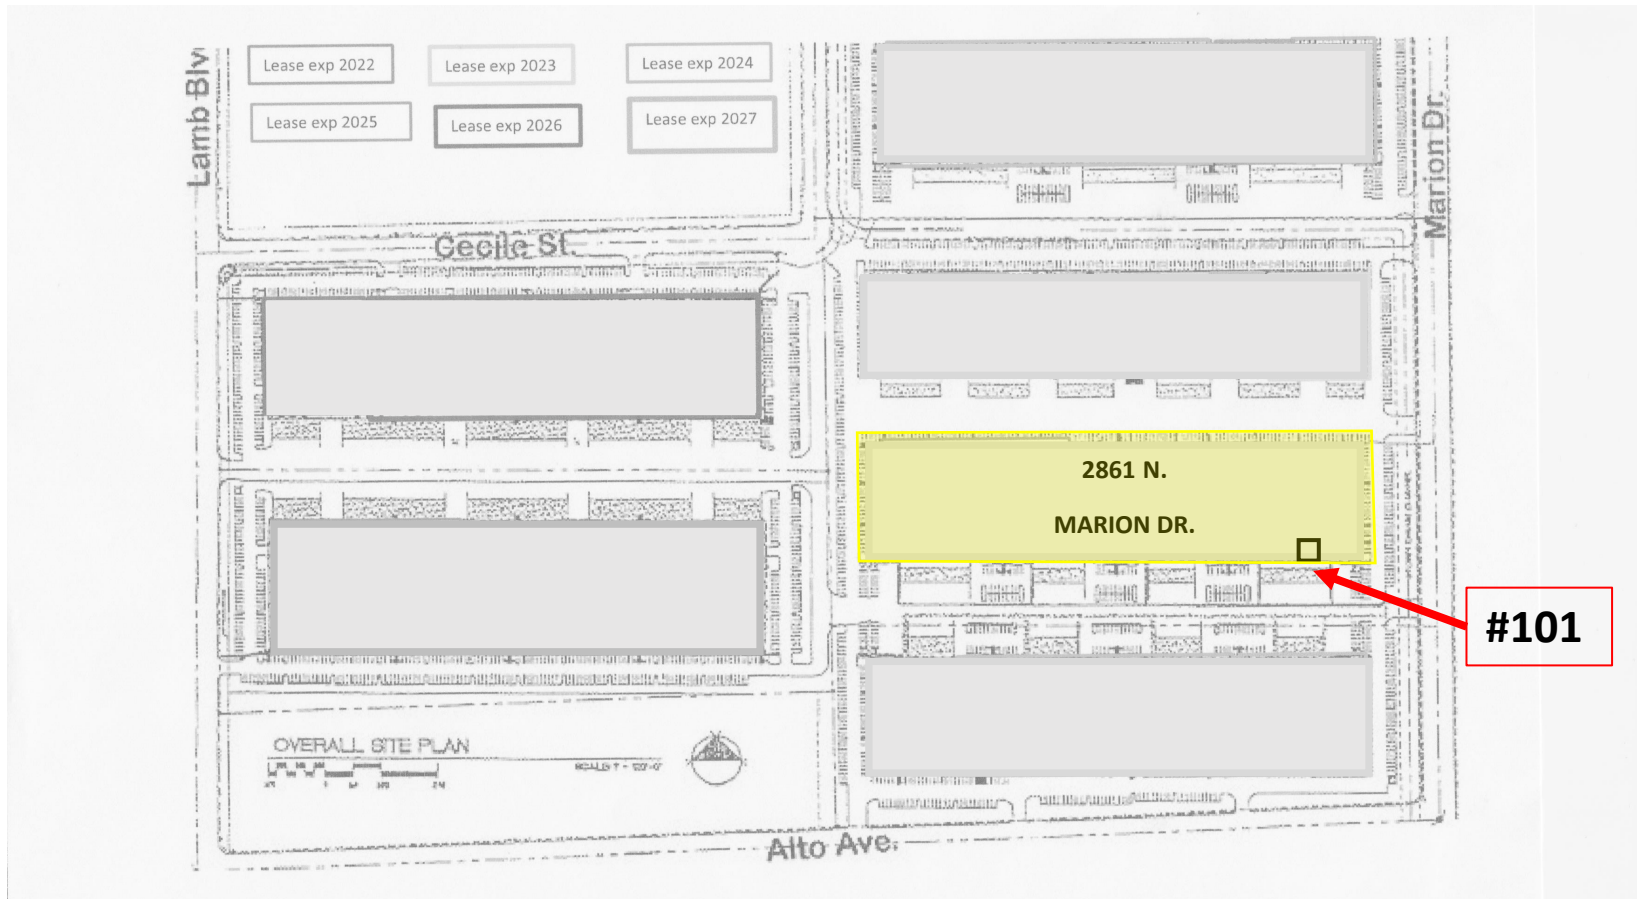 Lamb Blv
Lease exp 2022
Lease exp 2023
Lease exp 2024
Lease exp 2025
Lease exp 2026
Lease exp 2027
Marion Dr.
Cecile St.
2861 N.
MARION DR.
#101
OVERALL SITE PLAN
Alto Ave.